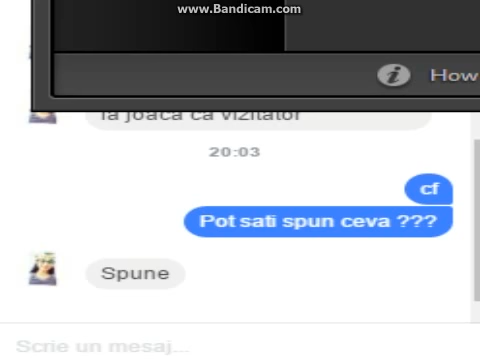 www.Bandicam.com
How
la joaca ca vizitator
20:03
cf
Pot sati spun ceva ???
Spune
Scrie un mesaj...